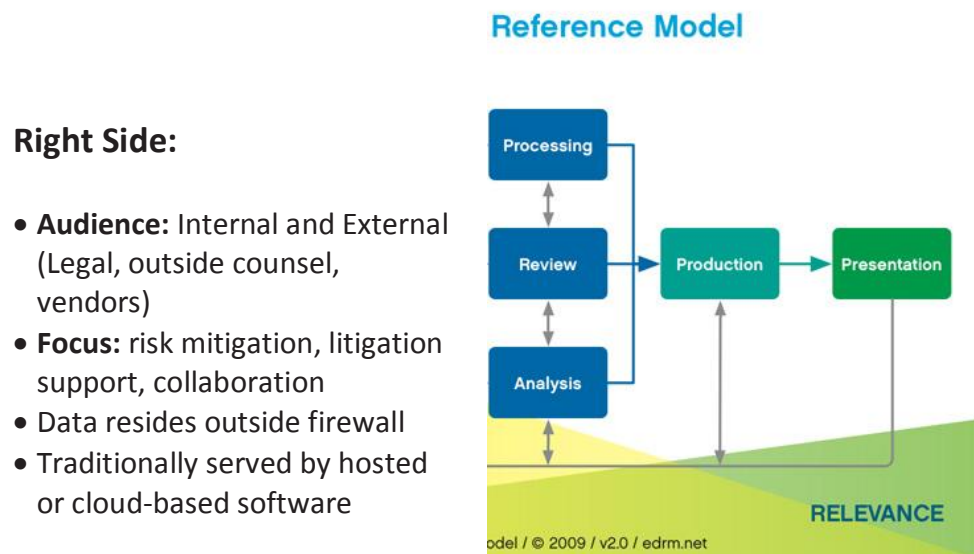 Reference Model
Right Side:
• Audience: Internal and External
(Legal, outside counsel,
vendors)
• Focus: risk mitigation, litigation
support, collaboration
• Data resides outside firewall
• Traditionally served by hosted
or cloud-based software
Processing
Review
Production
Presentation
Analysis
RELEVANCE
odel / © 2009 / v2.0 / edrm.net